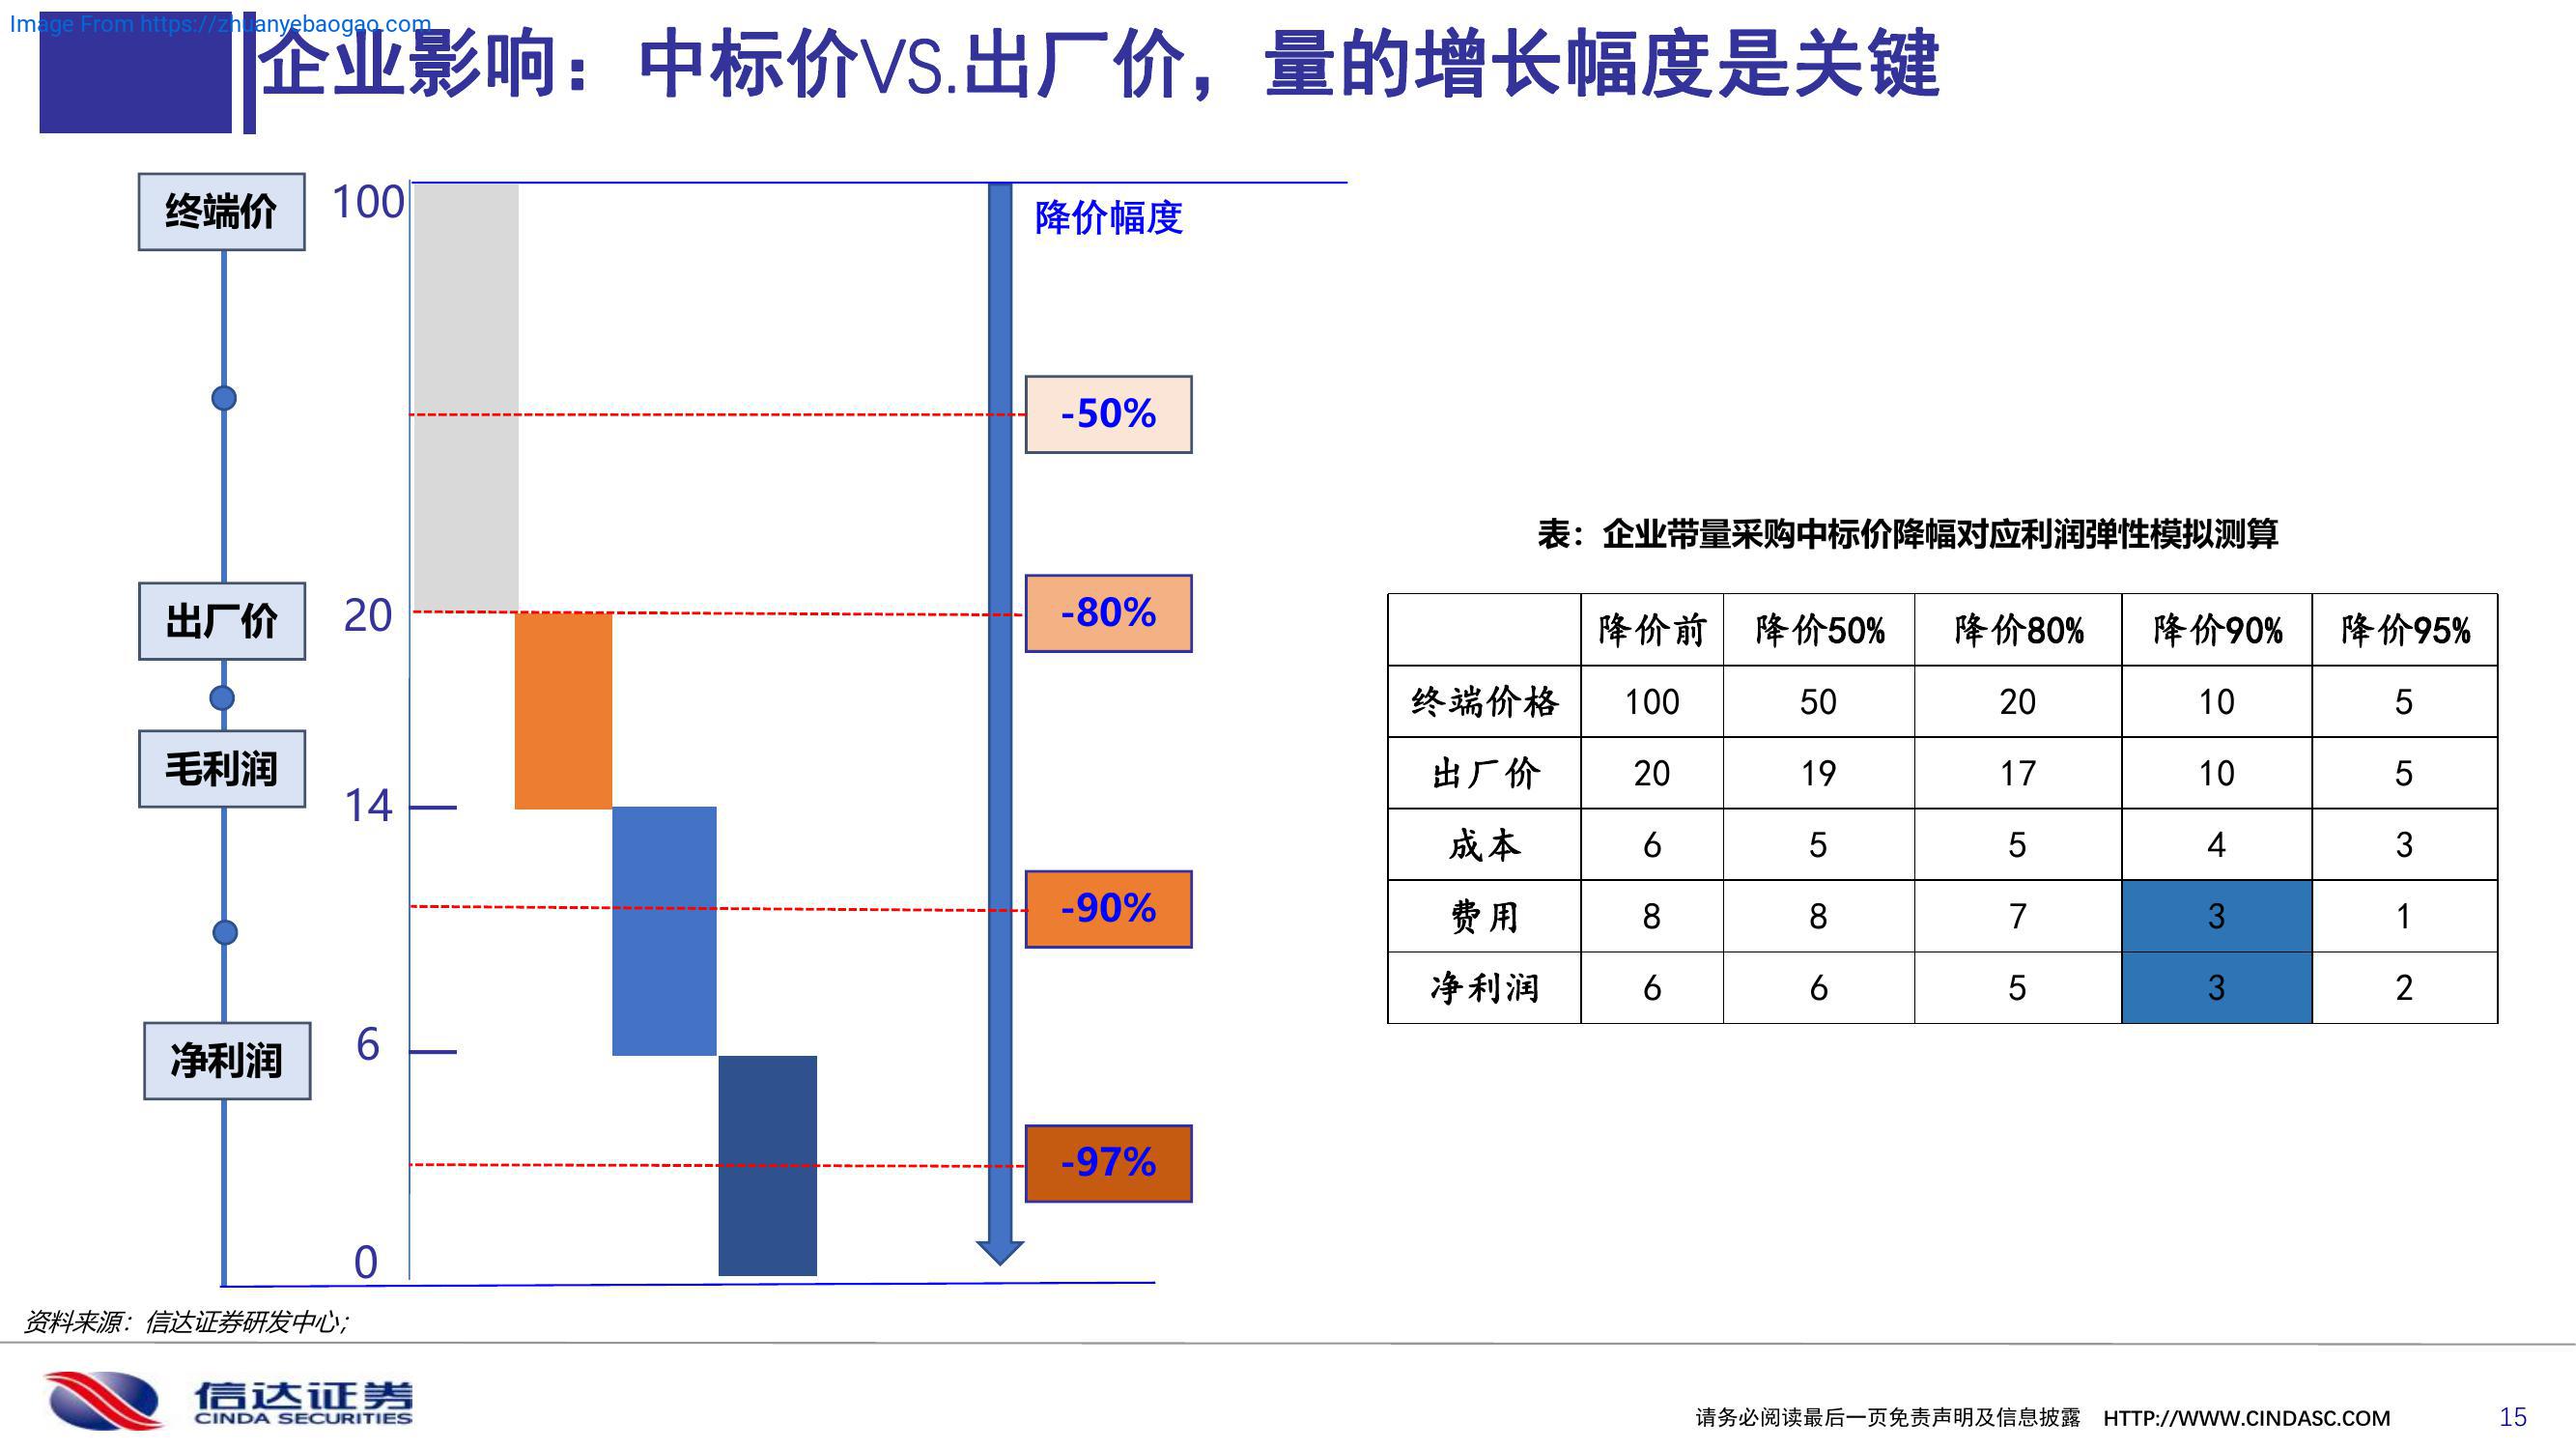 Image From https://zhuanyebaogao.com
企业影响：中标价VS.出厂价，量的增长幅度是关键
终端价
100
降价幅度
-50%
出厂价
20
-80%
毛利润
14
-90%
净利润
6
-97%
0
表：企业带量采购中标价降幅对应利润弹性模拟测算
降价前 降价50% 降价80% 降价90% 降价95%
终端价格 100 50 20 10 5
出厂价 20 19 17 10 5
成本 6 5 5 4 3
费用 8 8 7 3 1
净利润 6 6 5 3 2
资料来源：信达证券研发中心；
信达证券
CINDA SECURITIES
请务必阅读最后一页免责声明及信息披露 HTTP://WWW.CINDASC.COM 15